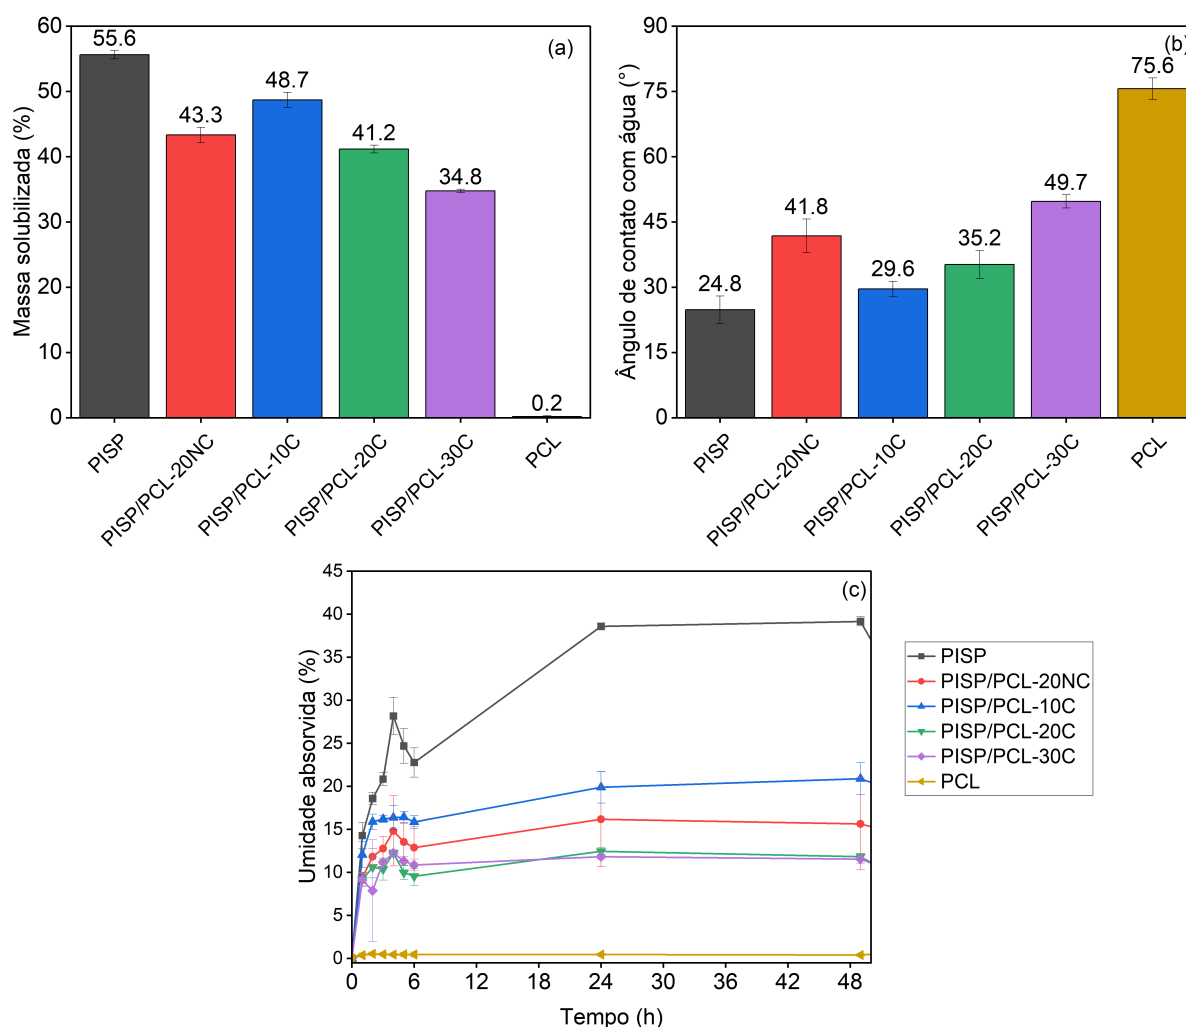 (a)
Massa solubilizada (%)
60
50
40
30
20
10
0
55.6
43.3
48.7
41.2
34.8
0.2
PISP
PISP/PCL-20NC
PISP/PCL-10C
PISP/PCL-20C
PISP/PCL-30C
PCL
(b)
Ângulo de contato com água (°)
90
75
60
45
30
15
0
24.8
41.8
29.6
35.2
49.7
75.6
PISP
PISP/PCL-20NC
PISP/PCL-10C
PISP/PCL-20C
PISP/PCL-30C
PCL
(c)
Umidade absorvida (%)
45
40
35
30
25
20
15
10
5
0
0
6
12
18
24
30
36
42
48
Tempo (h)
PISP
PISP/PCL-20NC
PISP/PCL-10C
PISP/PCL-20C
PISP/PCL-30C
PCL